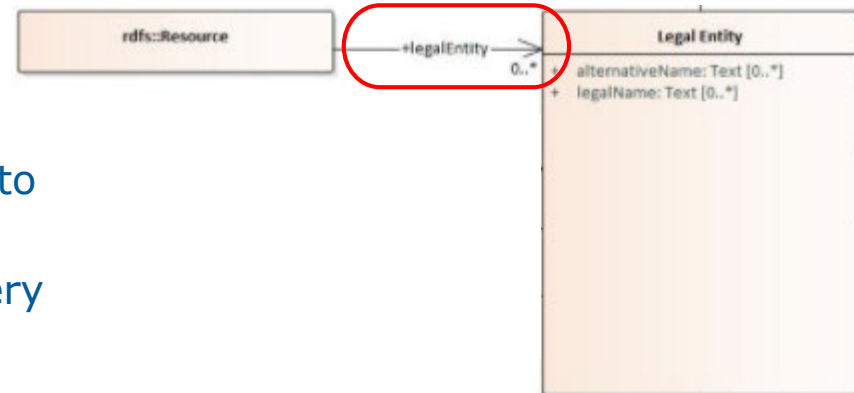 rdfs::Resource
+legalEntity
0..*
Legal Entity
+ alternativeName: Text [0..*]
+ legalName: Text [0..*]
to
ery